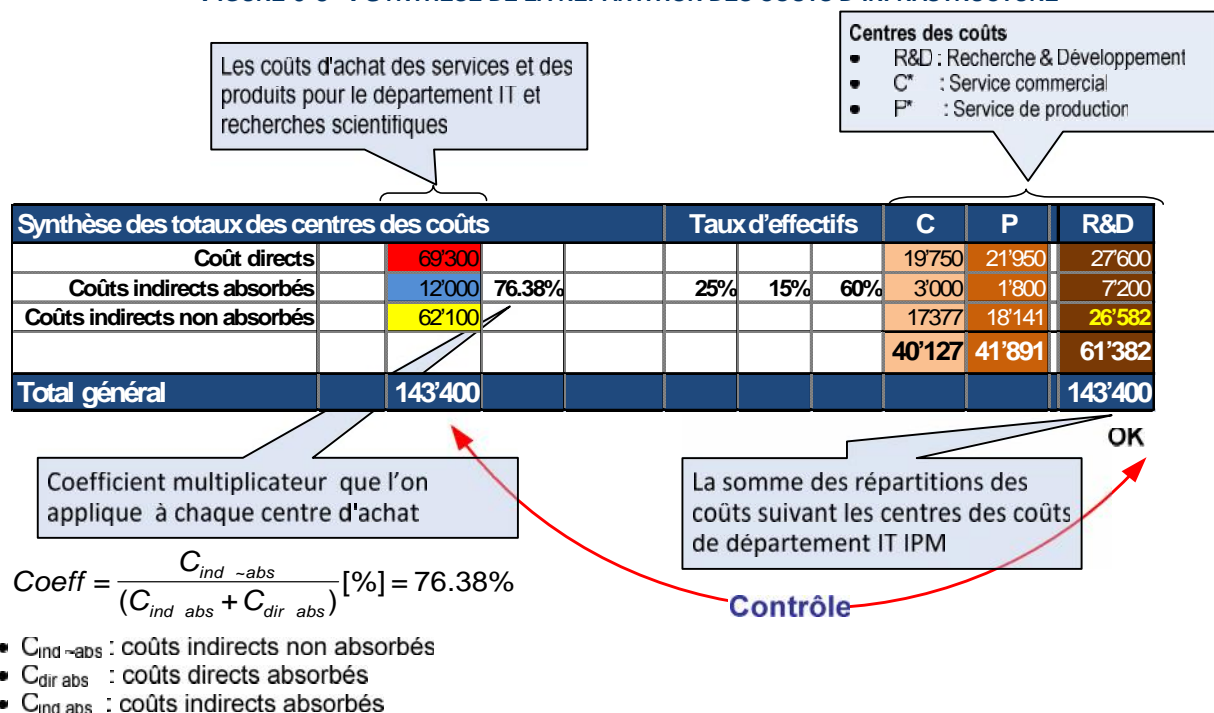 Centres des coûts
• R&D : Recherche & Développement
• C* : Service commercial
• P* : Service de production
Les coûts d'achat des services et des
produits pour le département IT et
recherches scientifiques
Synthèse des totaux des centres des coûts Taux d'effectifs C P R&D
Coût directs 69'300 19'750 21'950 27'600
Coûts indirects absorbés 12'000 76.38% 25% 15% 60% 3'000 1'800 7'200
Coûts indirects non absorbés 62'100 17377 18'141 26'582
40'127 41'891 61'382
Total général 143'400 143'400
OK
Coefficient multiplicateur que l'on
applique à chaque centre d'achat
La somme des répartitions des
coûts suivant les centres des coûts
de département IT IPM
Coeff = C_ind ~abs / (C_ind abs + C_dir abs) [%] = 76.38%
Contrôle
• C_ind ~abs : coûts indirects non absorbés
• C_dir abs : coûts directs absorbés
• C_ind abs : coûts indirects absorbés